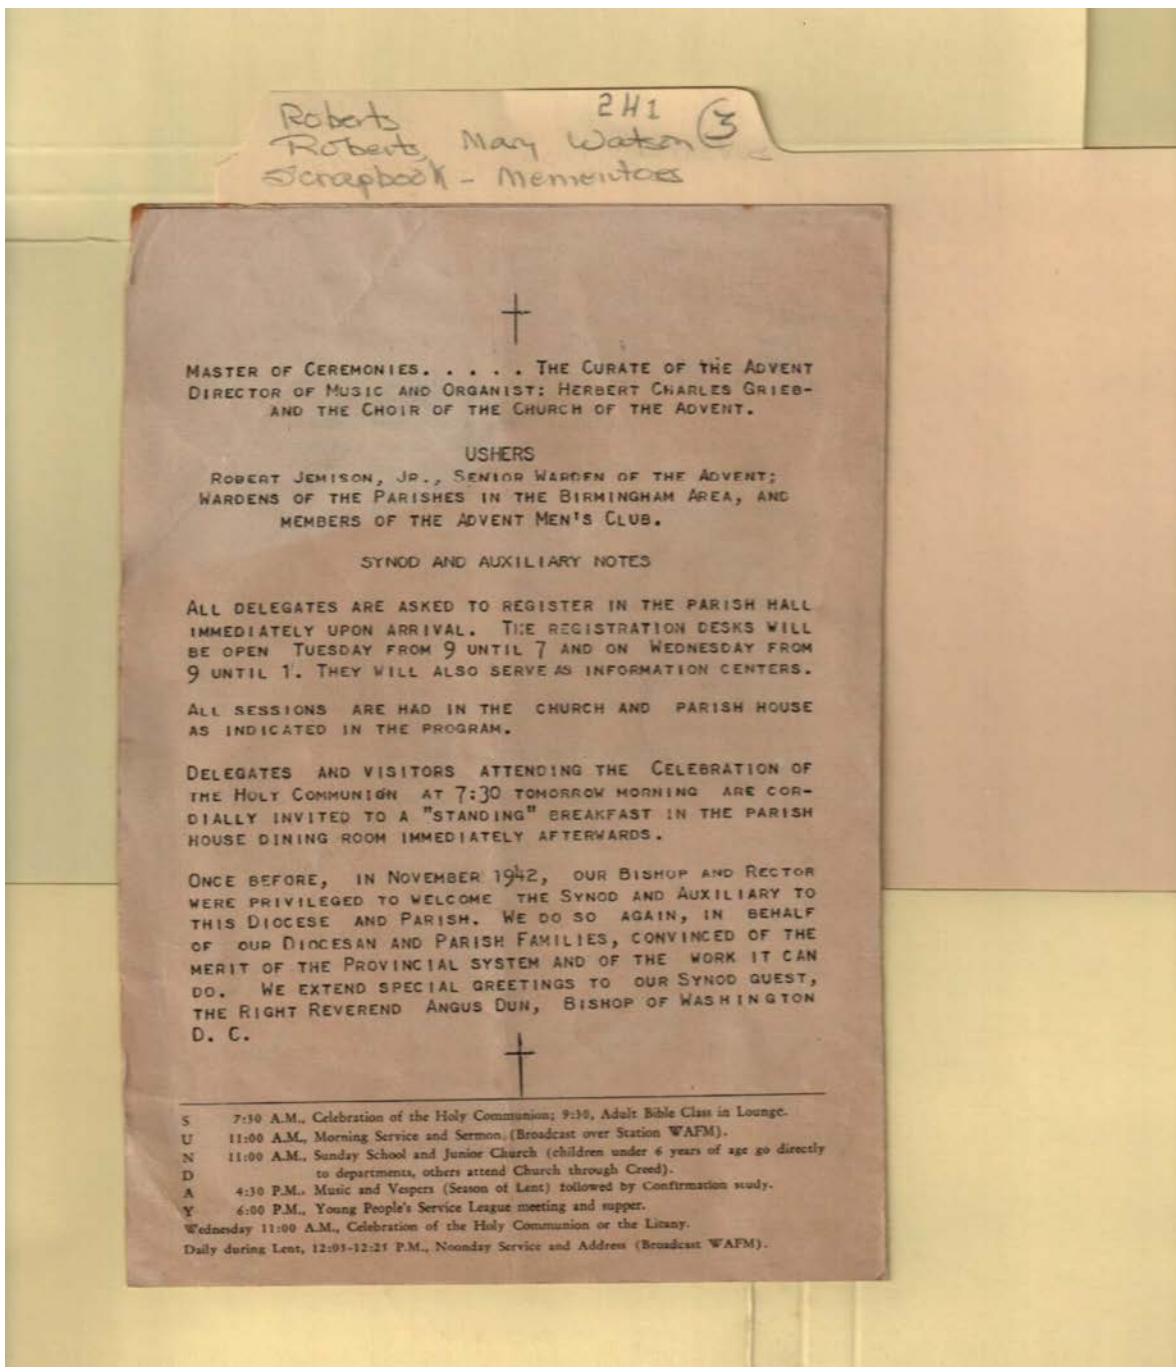 2H1
Roberts
Roberts, Mary Watson 3
Scrapbook - Mementoes
MASTER OF CEREMONIES. . . . . THE CURATE OF THE ADVENT
DIRECTOR OF MUSIC AND ORGANIST: HERBERT CHARLES GRIEB-
AND THE CHOIR OF THE CHURCH OF THE ADVENT.
USHERS
ROBERT JEMISON, JR., SENIOR WARDEN OF THE ADVENT;
WARDENS OF THE PARISHES IN THE BIRMINGHAM AREA, AND
MEMBERS OF THE ADVENT MEN'S CLUB.
SYNOD AND AUXILIARY NOTES
ALL DELEGATES ARE ASKED TO REGISTER IN THE PARISH HALL
IMMEDIATELY UPON ARRIVAL. THE REGISTRATION DESKS WILL
BE OPEN TUESDAY FROM 9 UNTIL 7 AND ON WEDNESDAY FROM
9 UNTIL 1. THEY WILL ALSO SERVE AS INFORMATION CENTERS.
ALL SESSIONS ARE HAD IN THE CHURCH AND PARISH HOUSE
AS INDICATED IN THE PROGRAM.
DELEGATES AND VISITORS ATTENDING THE CELEBRATION OF
THE HOLY COMMUNION AT 7:30 TOMORROW MORNING ARE COR-
DIALLY INVITED TO A "STANDING" BREAKFAST IN THE PARISH
HOUSE DINING ROOM IMMEDIATELY AFTERWARDS.
ONCE BEFORE, IN NOVEMBER 1942, OUR BISHOP AND RECTOR
WERE PRIVILEGED TO WELCOME THE SYNOD AND AUXILIARY TO
THIS DIOCESE AND PARISH. WE DO SO AGAIN, IN BEHALF
OF OUR DIOCESAN AND PARISH FAMILIES, CONVINCED OF THE
MERIT OF THE PROVINCIAL SYSTEM AND OF THE WORK IT CAN
DO. WE EXTEND SPECIAL GREETINGS TO OUR SYNOD GUEST,
THE RIGHT REVEREND ANGUS DUN, BISHOP OF WASHINGTON
D. C.
S 7:30 A.M., Celebration of the Holy Communion; 9:30, Adult Bible Class in Lounge.
U 11:00 A.M., Morning Service and Sermon. (Broadcast over Station WAFM).
N 11:00 A.M., Sunday School and Junior Church (children under 6 years of age go directly
D to departments, others attend Church through Creed).
A 4:30 P.M., Music and Vespers (Season of Lent) followed by Confirmation study.
Y 6:00 P.M., Young People's Service League meeting and supper.
Wednesday 11:00 A.M., Celebration of the Holy Communion or the Litany.
Daily during Lent, 12:05-12:25 P.M., Noonday Service and Address (Broadcast WAFM).